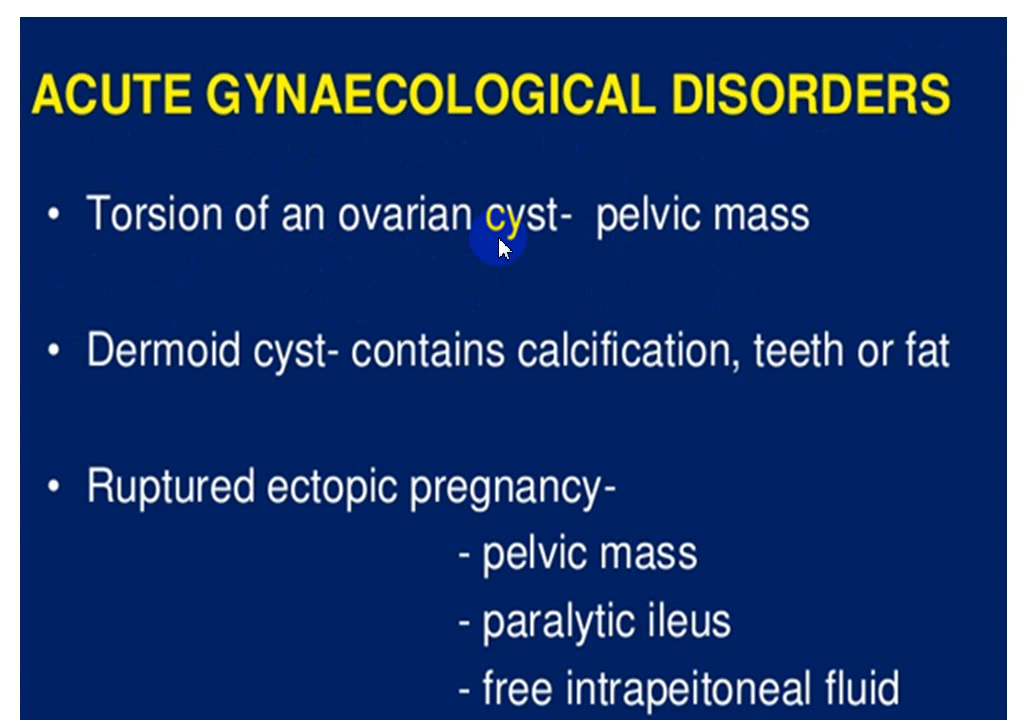 ACUTE GYNAECOLOGICAL DISORDERS
• Torsion of an ovarian cyst-  pelvic mass
• Dermoid cyst- contains calcification, teeth or fat
• Ruptured ectopic pregnancy-
- pelvic mass
- paralytic ileus
- free intrapeitoneal fluid